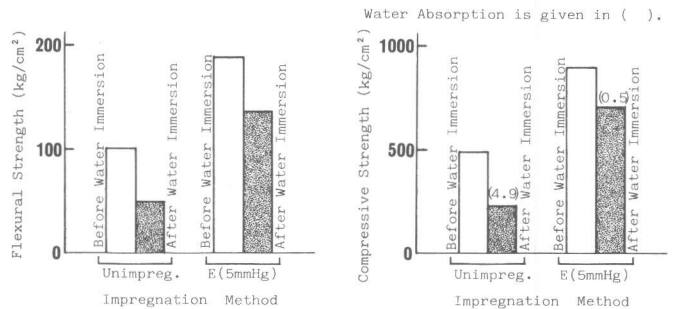 Water Absorption is given in ( ).
Flexural Strength (kg/cm²)
200
100
0
Before Water Immersion
After Water Immersion
Before Water Immersion
After Water Immersion
Unimpreg.
E(5mmHg)
Impregnation Method
Compressive Strength (kg/cm²)
1000
500
0
Before Water Immersion
(4.9)
After Water Immersion
Before Water Immersion
(0.5)
After Water Immersion
Unimpreg.
E(5mmHg)
Impregnation Method